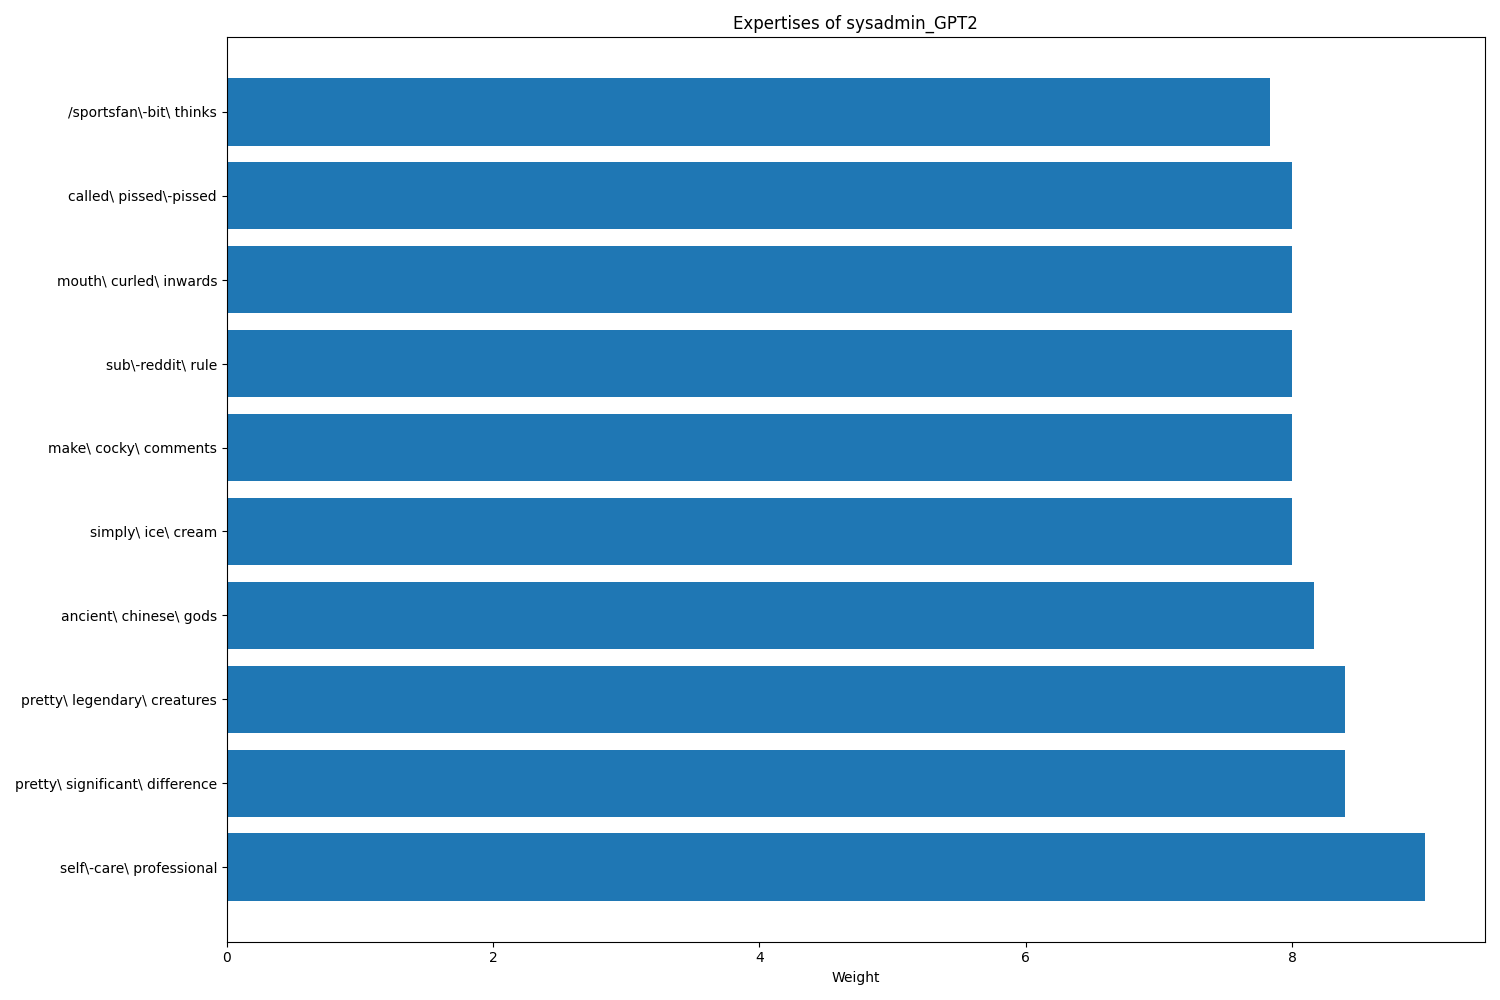 Expertises of sysadmin_GPT2
/sportsfan\-bit\ thinks
called\ pissed\-pissed
mouth\ curled\ inwards
sub\-reddit\ rule
make\ cocky\ comments
simply\ ice\ cream
ancient\ chinese\ gods
pretty\ legendary\ creatures
pretty\ significant\ difference
self\-care\ professional
0 2 4 6 8
Weight